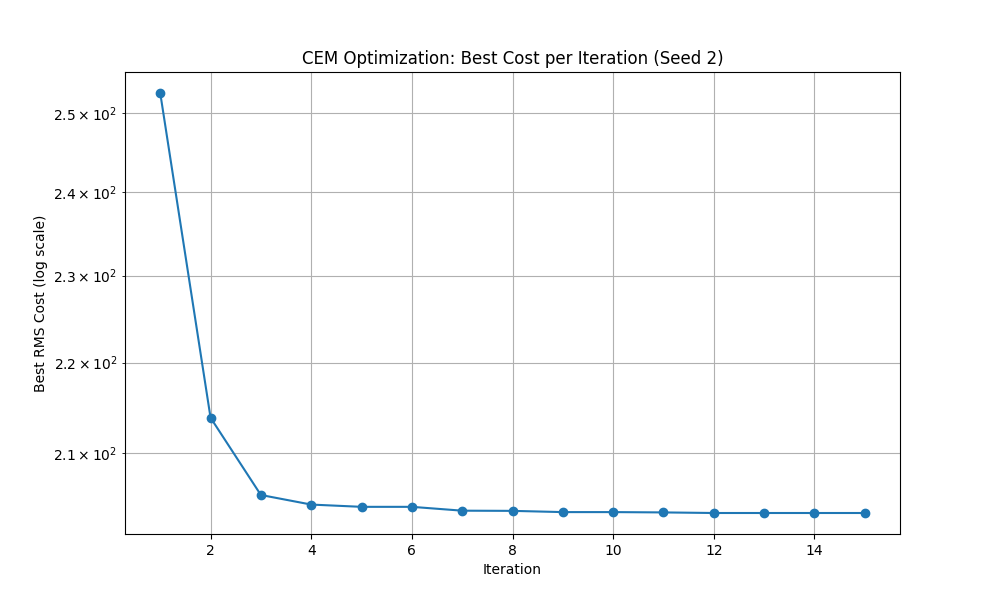 CEM Optimization: Best Cost per Iteration (Seed 2)
Best RMS Cost (log scale)
2.5 × 10²
2.4 × 10²
2.3 × 10²
2.2 × 10²
2.1 × 10²
2 4 6 8 10 12 14
Iteration